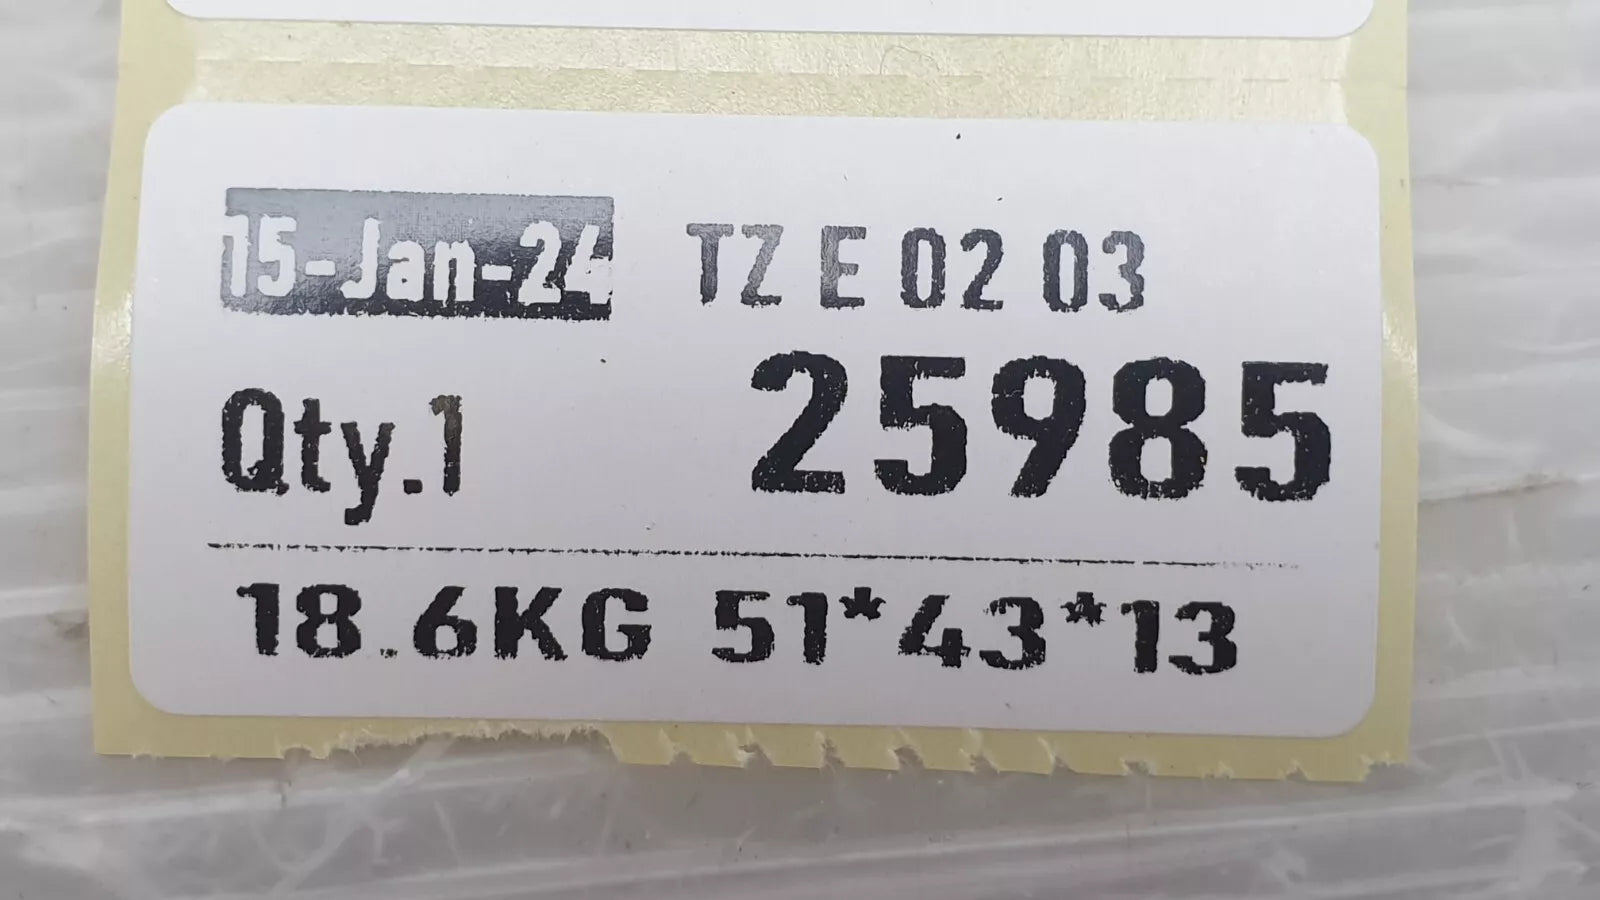 15-Jan-24 TZ E 02 03
Qty.1 25985
18.6KG 51*43*13